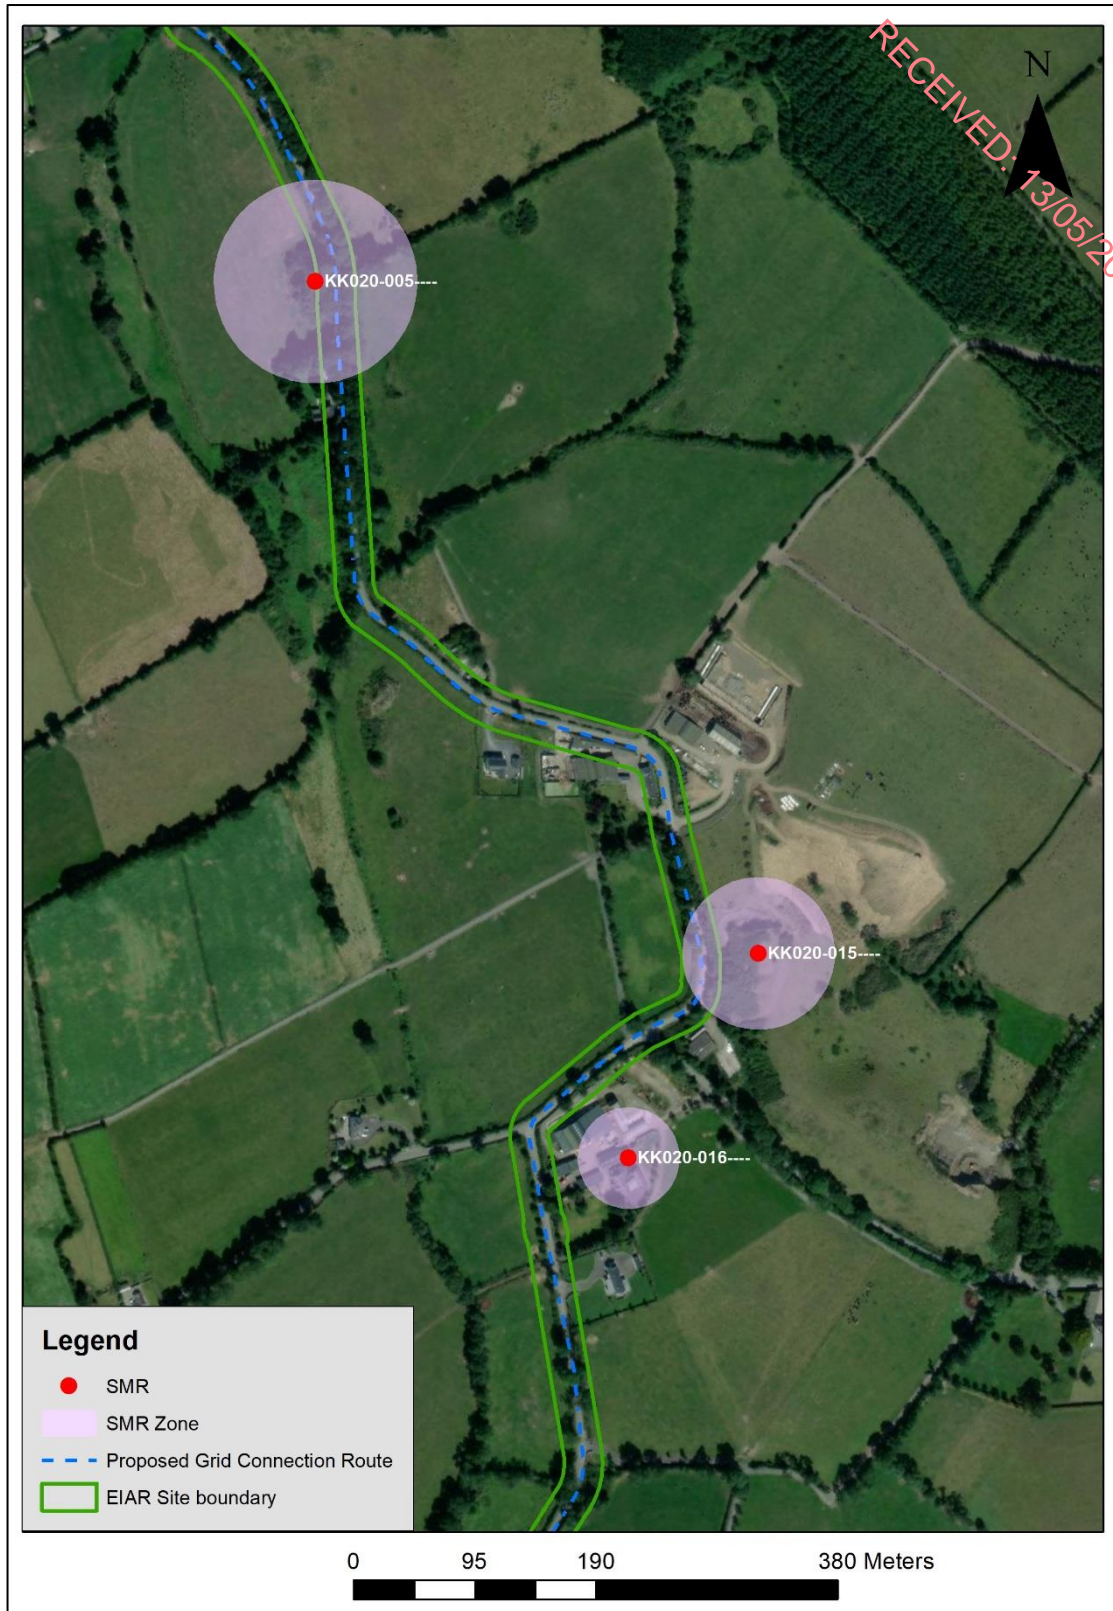 RECEIVED: 13/05/20
N
KK020-005----
KK020-015----
KK020-016----
Legend
SMR
SMR Zone
Proposed Grid Connection Route
EIAR Site boundary
0 95 190 380 Meters